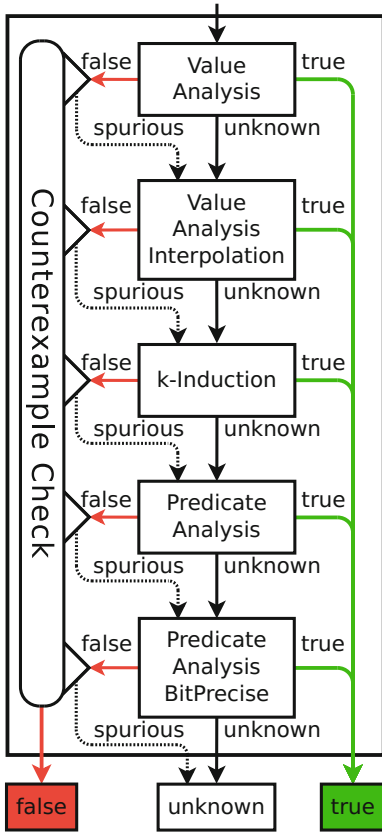 false
Value
Analysis
true
spurious
unknown
Counterexample Check
false
Value
Analysis
Interpolation
true
spurious
unknown
false
k-Induction
true
spurious
unknown
false
Predicate
Analysis
true
spurious
unknown
false
Predicate
Analysis
BitPrecise
true
spurious
unknown
false
unknown
true